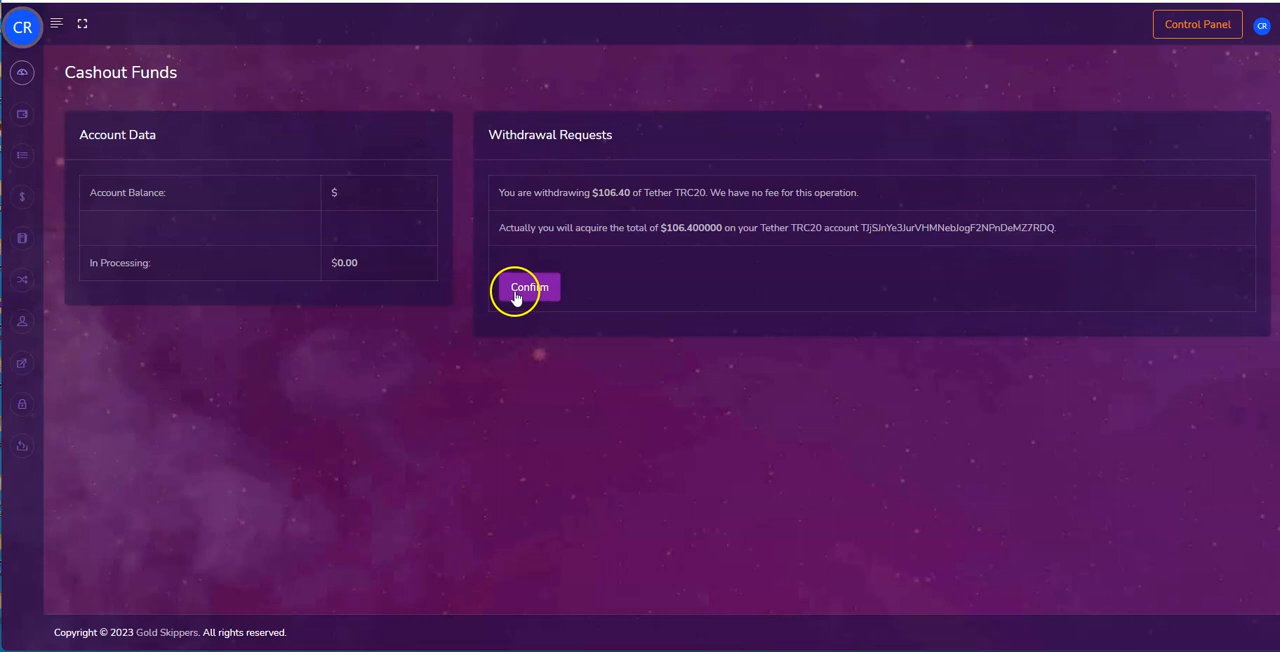 CR
Control Panel
CR
Cashout Funds
Account Data
Account Balance:
$
In Processing:
$0.00
Withdrawal Requests
You are withdrawing $106.40 of Tether TRC20. We have no fee for this operation.
Actually you will acquire the total of $106.400000 on your Tether TRC20 account TJjSJnYe3JurVHMNebJogF2NPnDeMZ7RDQ.
Confirm
Copyright © 2023 Gold Skippers. All rights reserved.